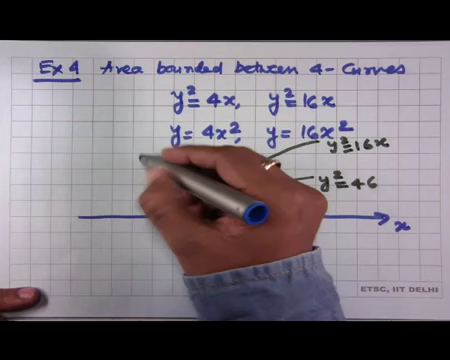 Ex 4 Area bounded between 4-Curves
y² = 4x, y² = 16x
y = 4x², y = 16x²
y² = 16x
y² = 46
x
ETSC, IIT DELHI